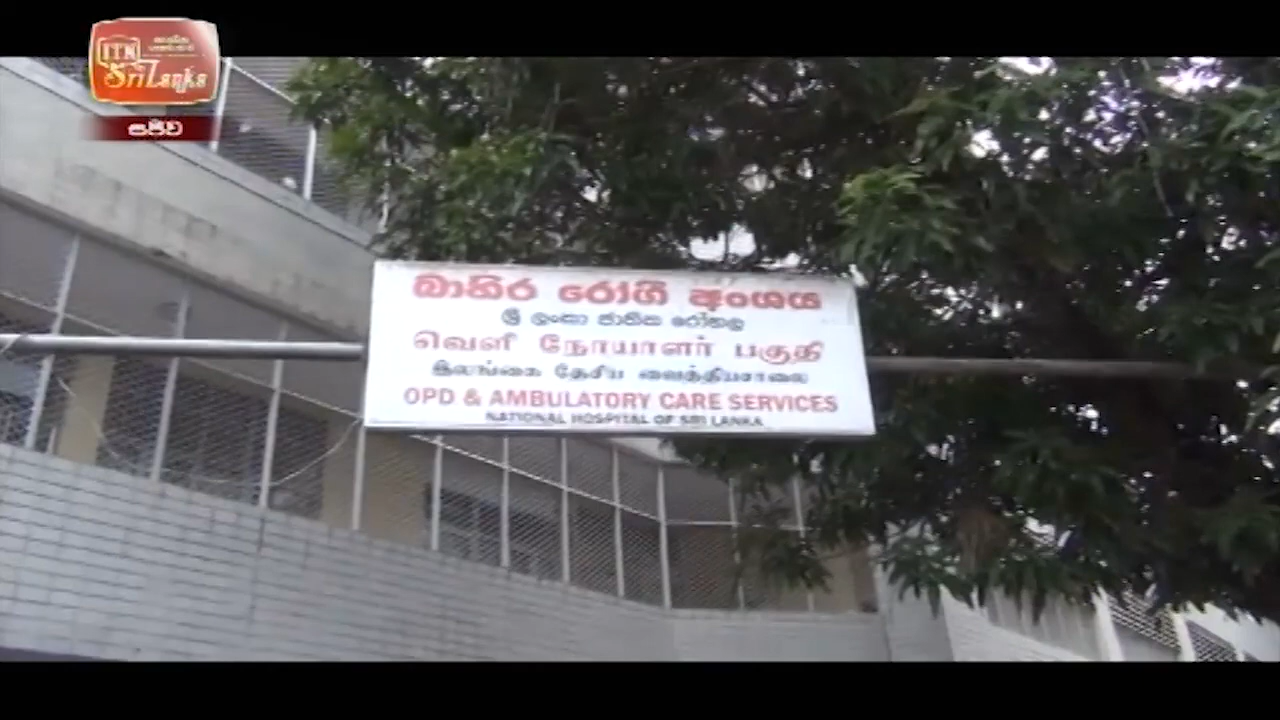 ITN
Sri Lanka
සජීව
බාහිර රෝගී අංශය
ශ්‍රී ලංකා ජාතික රෝහල
வெளி நோயாளர் பகுதி
இலங்கை தேசிய வைத்தியசாலை
OPD & AMBULATORY CARE SERVICES
NATIONAL HOSPITAL OF SRI LANKA